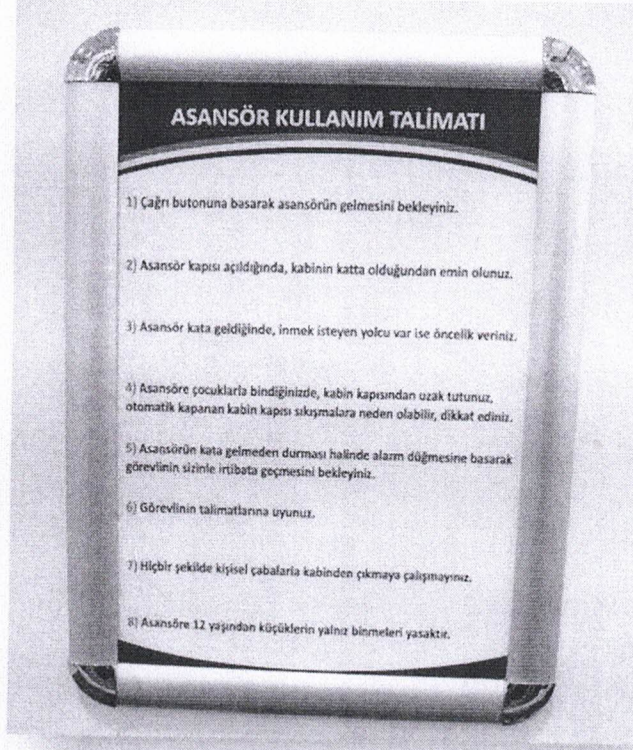 ASANSÖR KULLANIM TALİMATI
1) Çağrı butonuna basarak asansörün gelmesini bekleyiniz.
2) Asansör kapısı açıldığında, kabinin katta olduğundan emin olunuz.
3) Asansör kata geldiğinde, inmek isteyen yolcu var ise öncelik veriniz.
4) Asansöre çocuklarla bindiğinizde, kabin kapısından uzak tutunuz,
otomatik kapanan kabin kapısı sıkışmalara neden olabilir, dikkat ediniz.
5) Asansörün kata gelmeden durması halinde alarm düğmesine basarak
görevlinin sizinle irtibata geçmesini bekleyiniz.
6) Görevlinin talimatlarına uyunuz.
7) Hiçbir şekilde kişisel çabalarla kabinden çıkmaya çalışmayınız.
8) Asansöre 12 yaşından küçüklerin yalnız binmeleri yasaktır.